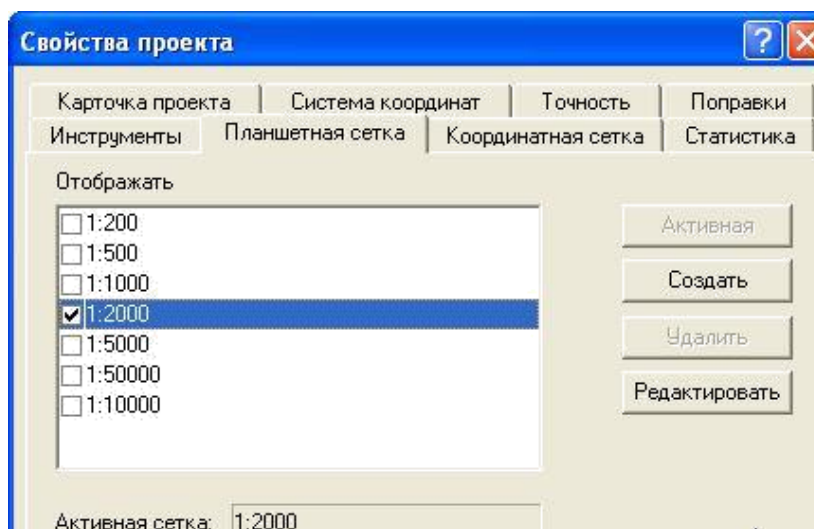 Свойства проекта
Карточка проекта Система координат Точность Поправки
Инструменты Планшетная сетка Координатная сетка Статистика
Отображать
1:200
1:500
1:1000
1:2000
1:5000
1:50000
1:10000
Активная
Создать
Удалить
Редактировать
Активная сетка: 1:2000